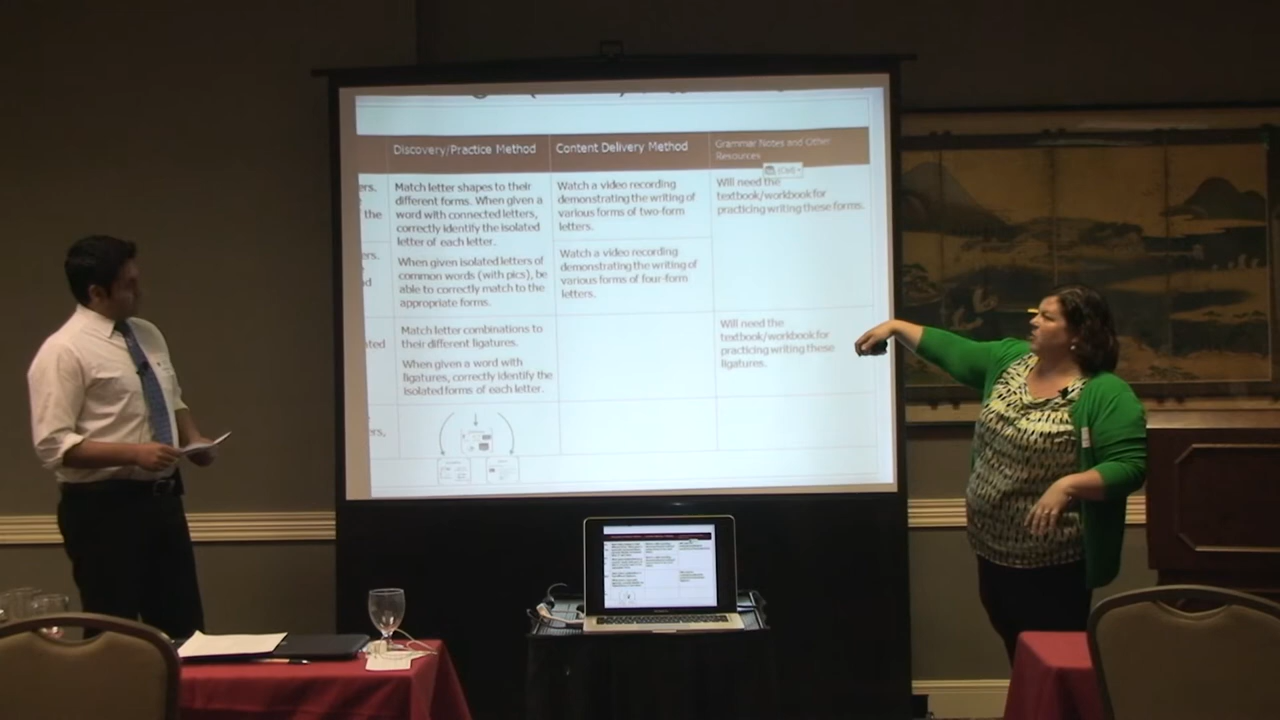 Discovery/Practice Method
Content Delivery Method
Grammar Notes and Other
Resources
(Ctrl)
ers.
the
Match letter shapes to their
different forms. When given a
word with connected letters,
correctly identify the isolated
letter of each letter.
Watch a video recording
demonstrating the writing of
various forms of two-form
letters.
Will need the
textbook/workbook for
practicing writing these forms.
ers.
When given isolated letters of
common words (with pics), be
able to correctly match to the
appropriate forms.
Watch a video recording
demonstrating the writing of
various forms of four-form
letters.
Match letter combinations to
their different ligatures.
When given a word with
ligatures, correctly identify the
isolated forms of each letter.
Will need the
textbook/workbook for
practicing writing these
ligatures.
ers,